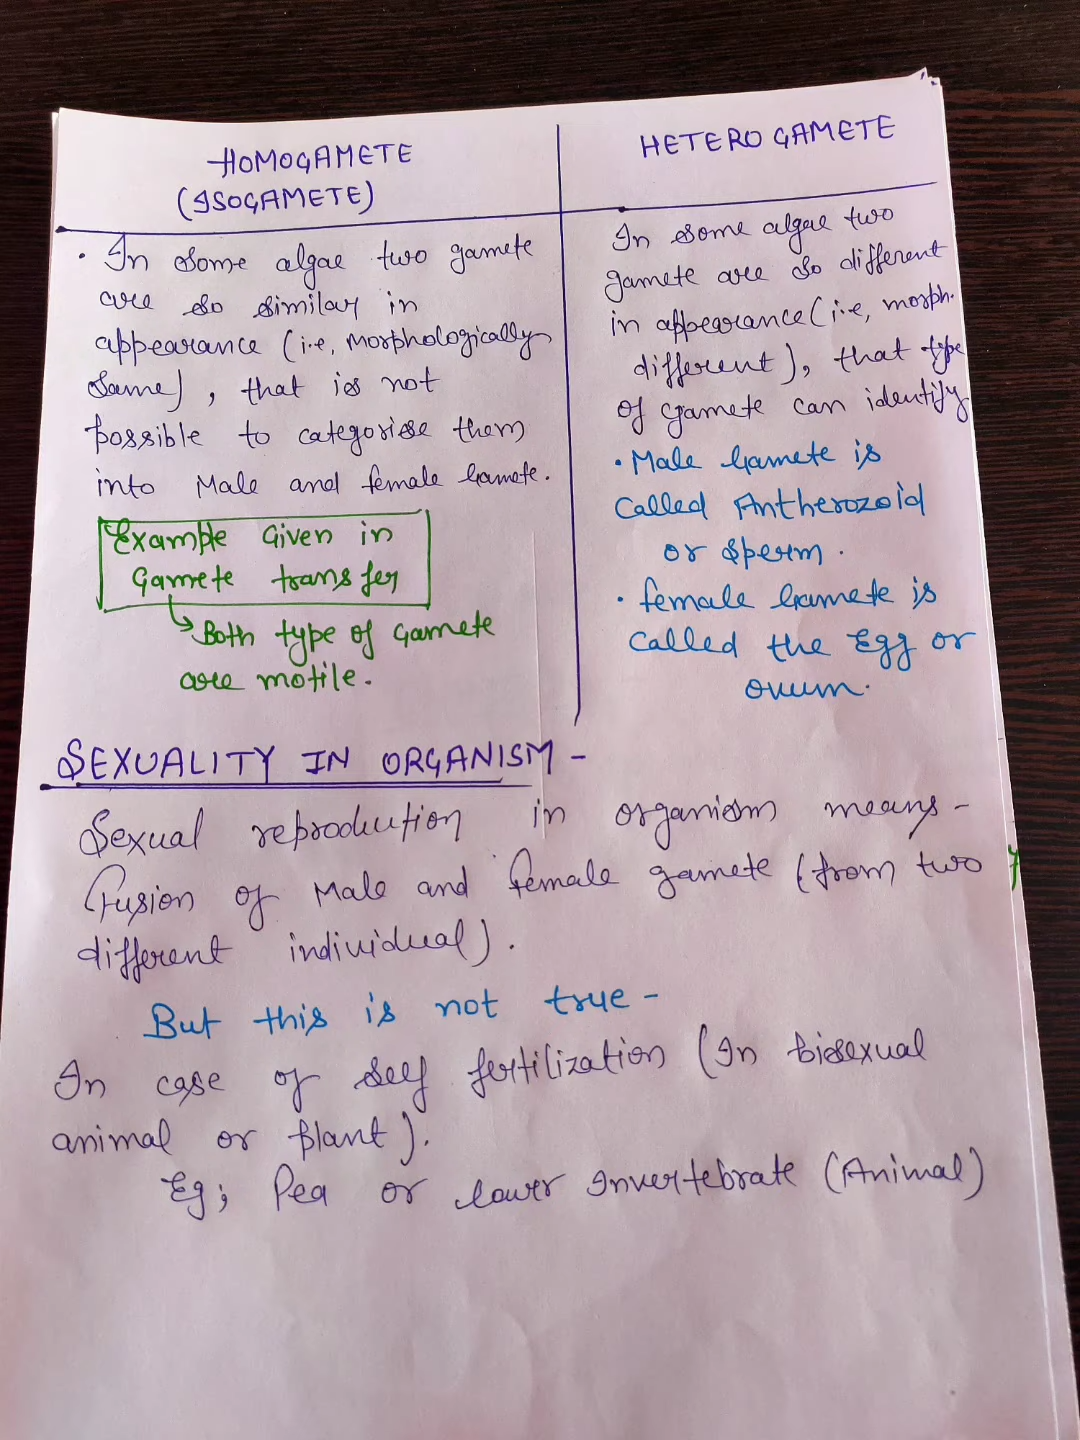 HOMOGAMETE
(ISOGAMETE)
• In some algae two gamete
are so similar in
appearance (i.e, morphologically
same), that is not
possible to categorise them
into Male and female Gamete.
Example Given in
Gamete transfer
Both type of Gamete
are motile.
HETEROGAMETE
In some algae two
gamete are so different
in appearance (i.e, morph.
different), that type
of Gamete can identify
• Male Gamete is
Called Antherozoid
or sperm.
• female Gamete is
Called the Egg or
ovum.
SEXUALITY IN ORGANISM -
Sexual reproduction in organism means -
Fusion of Male and female gamete (from two
different individual).
But this is not true -
In case of self fertilization (In bisexual
animal or plant).
Eg; Pea or lower Invertebrate (Animal)